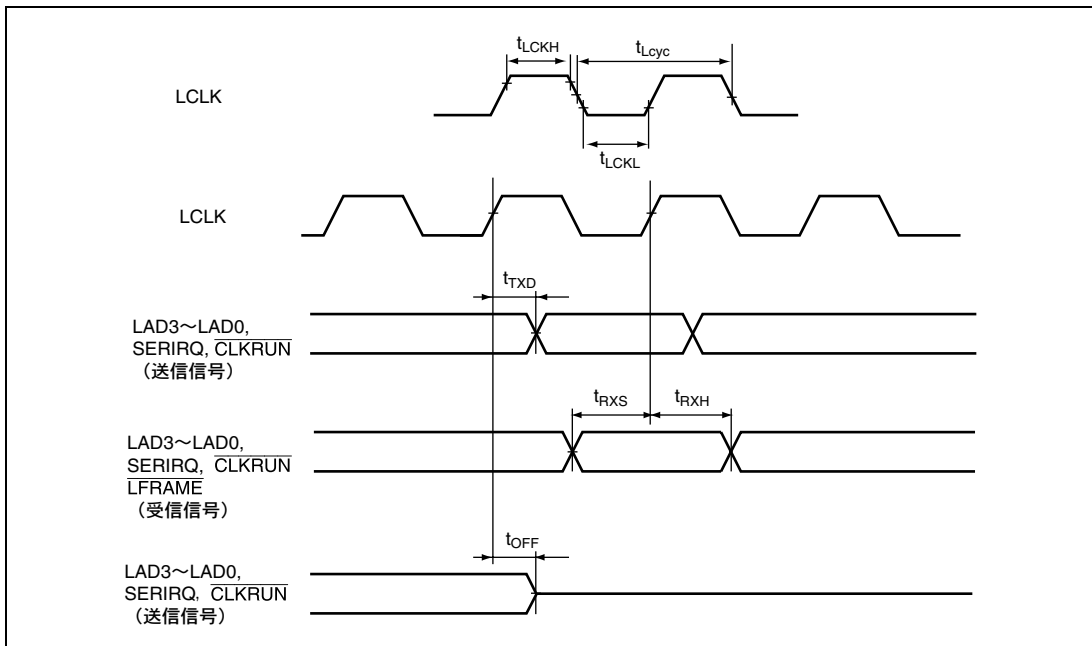 tLCKH
tLcyc
LCLK
tLCKL
LCLK
tTXD
LAD3～LAD0,
SERIRQ, CLKRUN
（送信信号）
tRXS
tRXH
LAD3～LAD0,
SERIRQ, CLKRUN
LFRAME
（受信信号）
tOFF
LAD3～LAD0,
SERIRQ, CLKRUN
（送信信号）